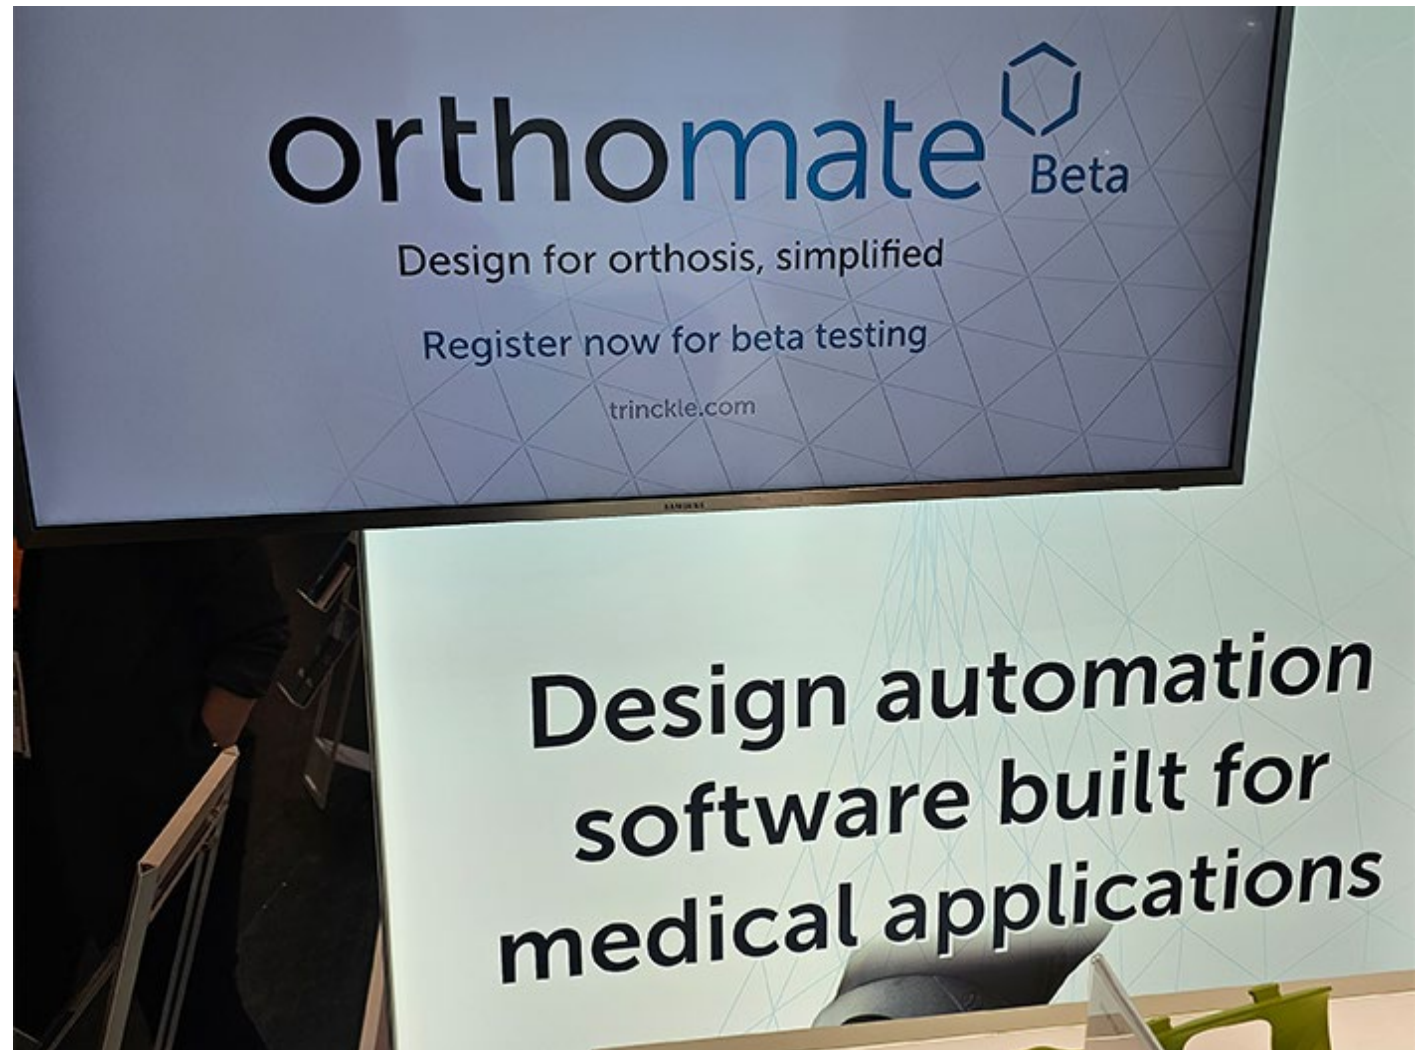 orthomate
Beta
Design for orthosis, simplified
Register now for beta testing
trinckle.com
SAMSUNG
Design automation
software built for
medical applications